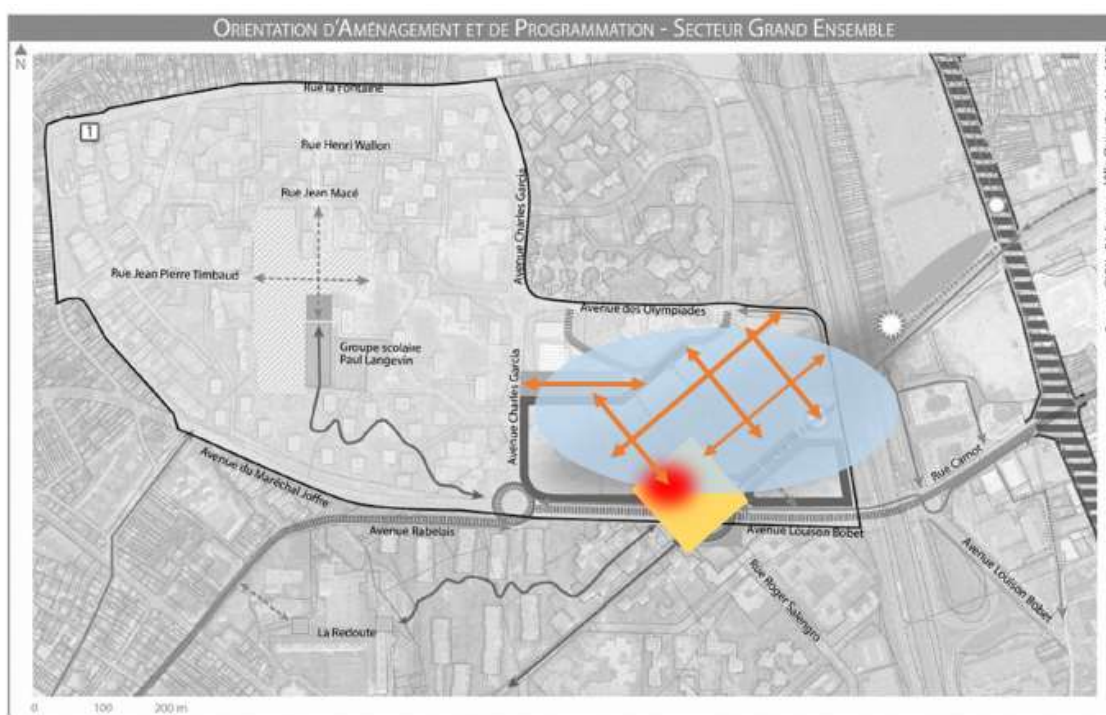 ORIENTATION D'AMÉNAGEMENT ET DE PROGRAMMATION - SECTEUR GRAND ENSEMBLE
N
Rue la Fontaine
1
Rue Henri Wallon
Rue Jean Macé
Avenue Charles Garcia
Rue Jean Pierre Timbaud
Avenue des Olympiades
Groupe scolaire
Paul Langevin
Avenue Charles Garcia
Avenue du Maréchal Joffre
Rue Carnot
Avenue Rabelais
Avenue Louison Bobet
Rue Roger Salengro
Avenue Louison Bobet
La Redoute
0 100 200 m